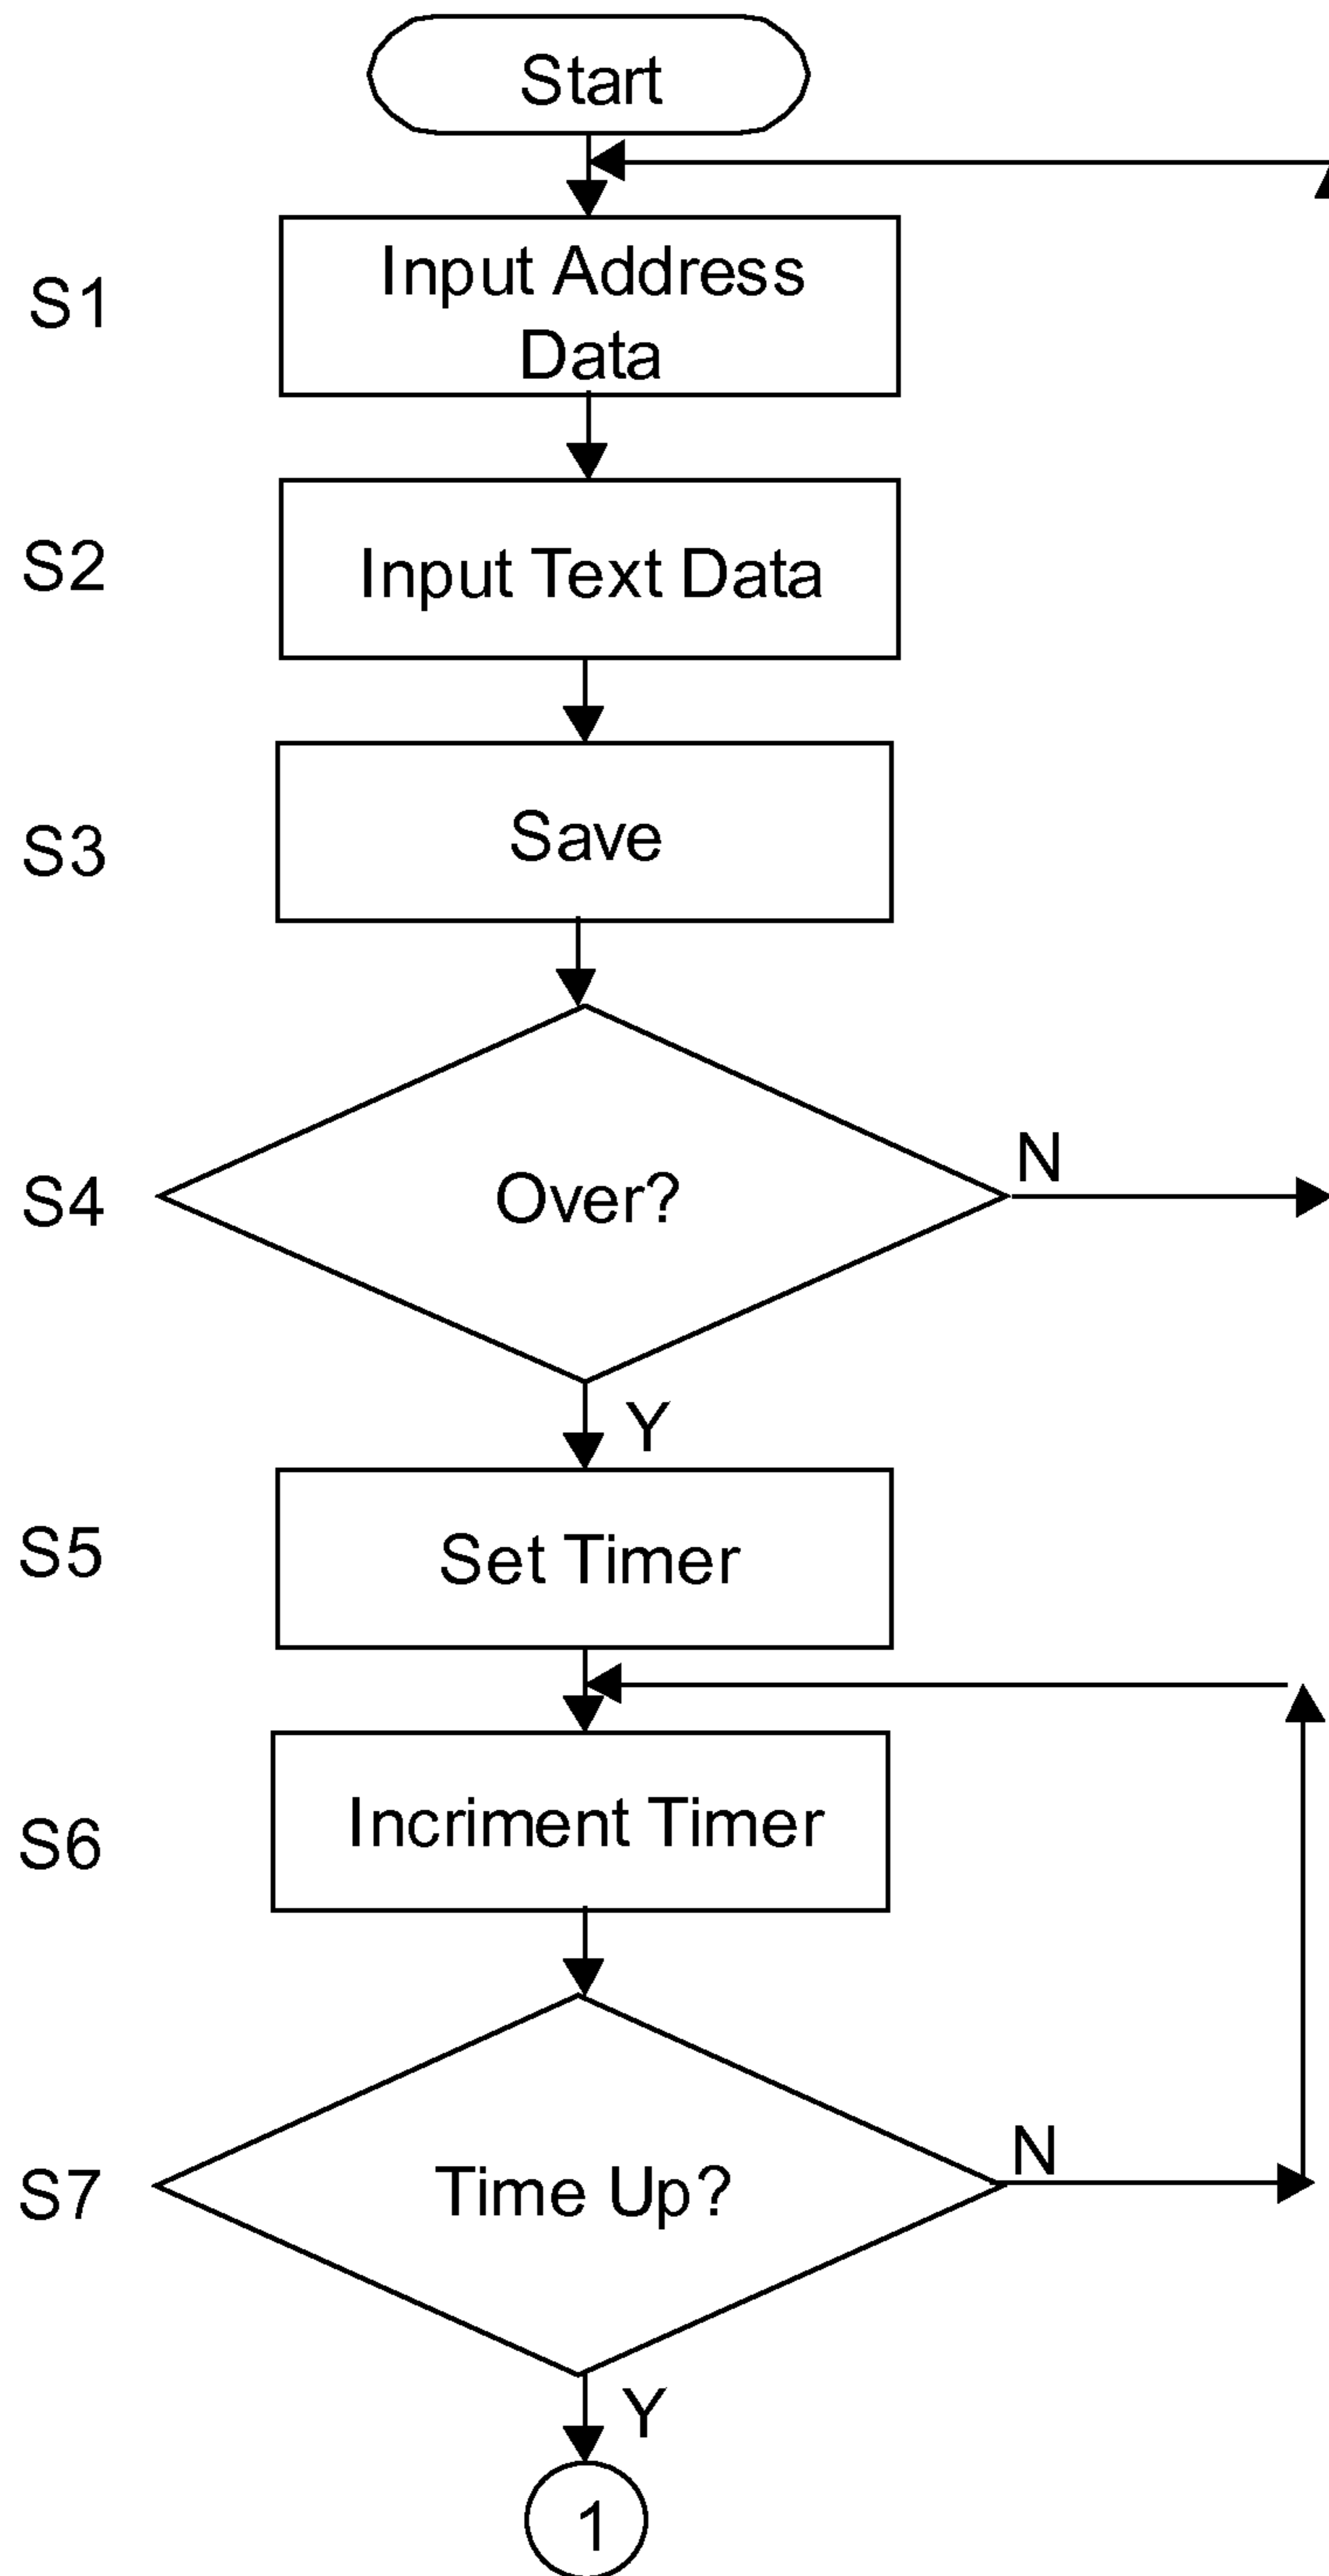 Start
S1
Input Address
Data
S2
Input Text Data
S3
Save
S4
Over?
N
Y
S5
Set Timer
S6
Incriment Timer
S7
Time Up?
N
Y
1